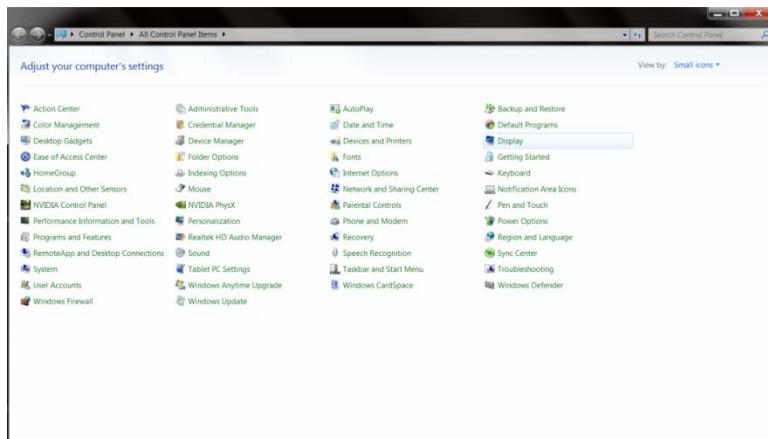 Control Panel ▸ All Control Panel Items ▸
Search Control Panel
Adjust your computer's settings
View by: Small icons
Action Center Administrative Tools AutoPlay Backup and Restore
Color Management Credential Manager Date and Time Default Programs
Desktop Gadgets Device Manager Devices and Printers Display
Ease of Access Center Folder Options Fonts Getting Started
HomeGroup Indexing Options Internet Options Keyboard
Location and Other Sensors Mouse Network and Sharing Center Notification Area Icons
NVIDIA Control Panel NVIDIA PhysX Parental Controls Pen and Touch
Performance Information and Tools Personalization Phone and Modem Power Options
Programs and Features Realtek HD Audio Manager Recovery Region and Language
RemoteApp and Desktop Connections Sound Speech Recognition Sync Center
System Tablet PC Settings Taskbar and Start Menu Troubleshooting
User Accounts Windows Anytime Upgrade Windows CardSpace Windows Defender
Windows Firewall Windows Update